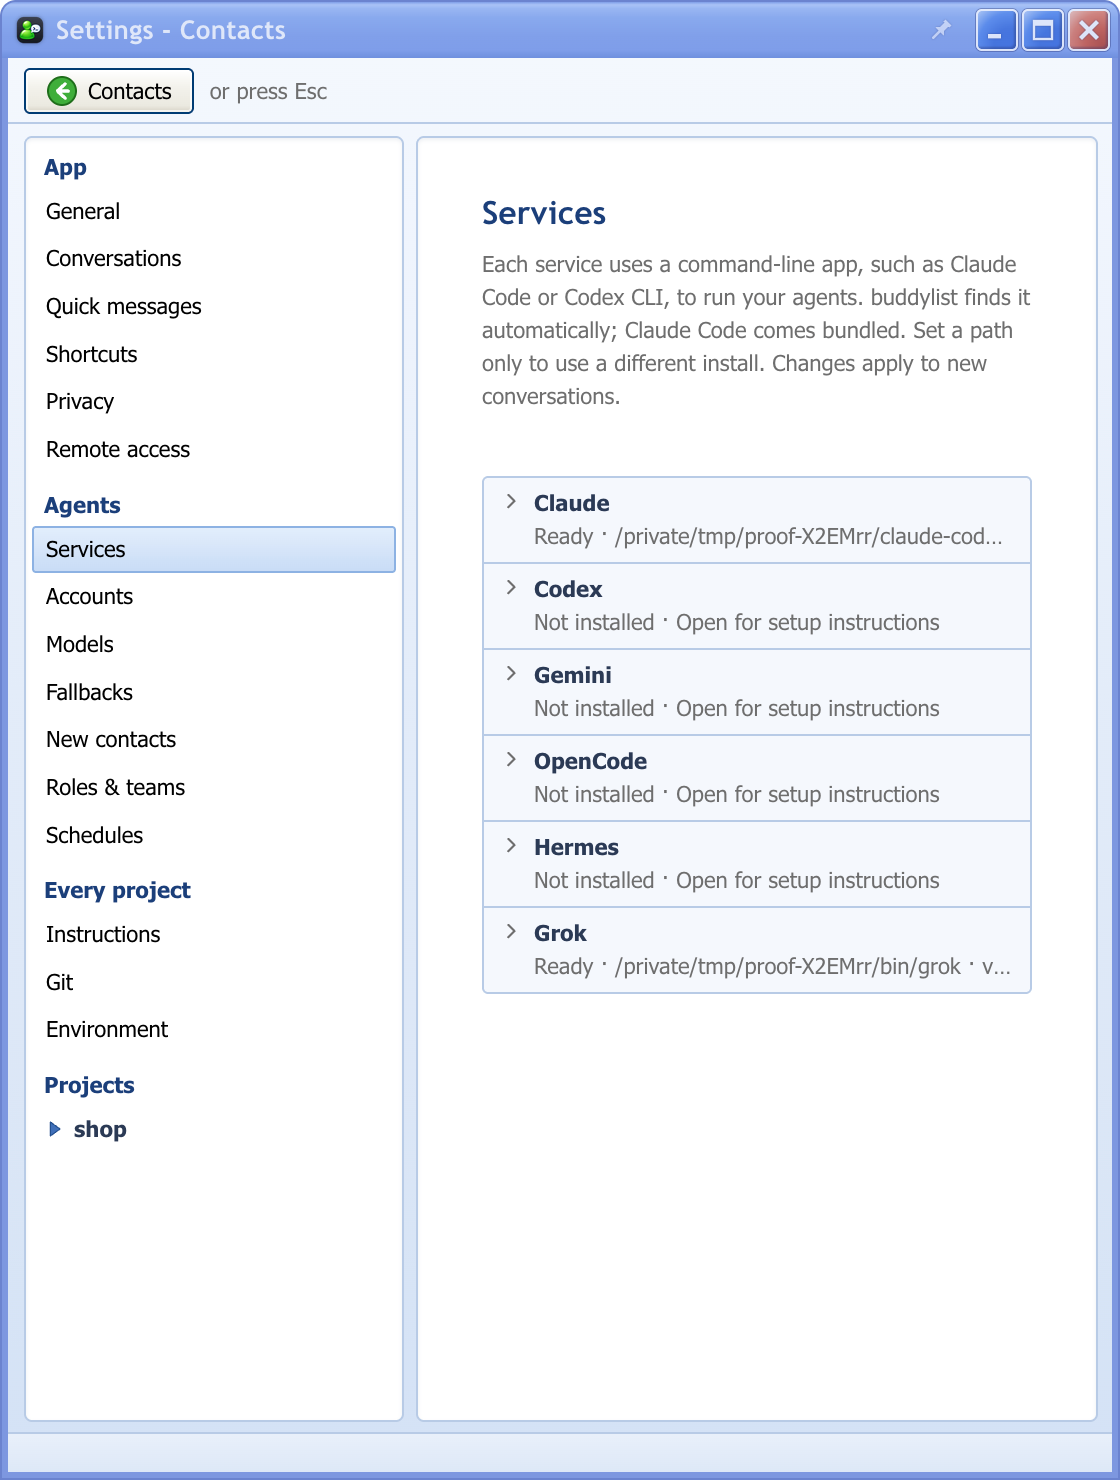 Settings - Contacts
Contacts or press Esc
App
General
Conversations
Quick messages
Shortcuts
Privacy
Remote access
Agents
Services
Accounts
Models
Fallbacks
New contacts
Roles & teams
Schedules
Every project
Instructions
Git
Environment
Projects
shop
Services
Each service uses a command-line app, such as Claude
Code or Codex CLI, to run your agents. buddylist finds it
automatically; Claude Code comes bundled. Set a path
only to use a different install. Changes apply to new
conversations.
Claude
Ready · /private/tmp/proof-X2EMrr/claude-cod...
Codex
Not installed · Open for setup instructions
Gemini
Not installed · Open for setup instructions
OpenCode
Not installed · Open for setup instructions
Hermes
Not installed · Open for setup instructions
Grok
Ready · /private/tmp/proof-X2EMrr/bin/grok · v...